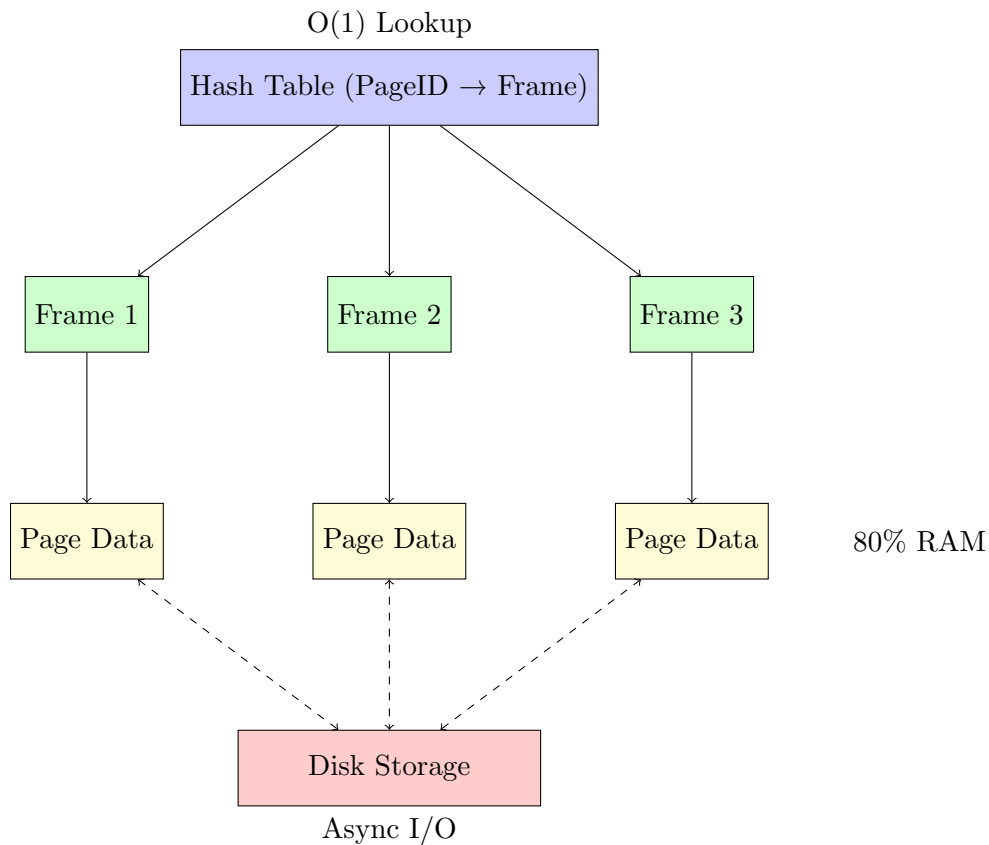 O(1) Lookup
Hash Table (PageID → Frame)
Frame 1
Frame 2
Frame 3
Page Data
Page Data
Page Data
80% RAM
Disk Storage
Async I/O